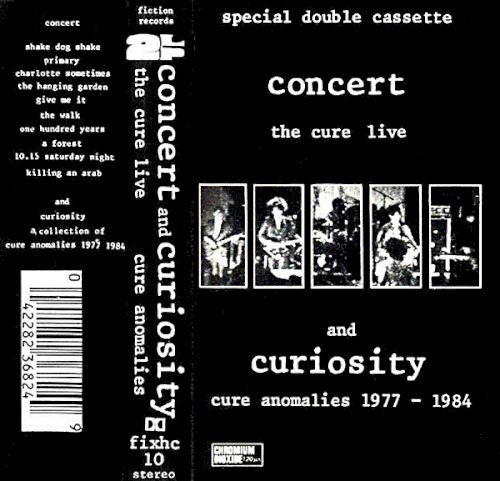 concert
shake dog shake
primary
charlotte sometimes
the hanging garden
give me it
the walk
one hundred years
a forest
10.15 saturday night
killing an arab
and
curiosity
a collection of
cure anomalies 1977 1984
0
42282 36824
9
fiction
records
concert and curiosity
the cure live
cure anomalies
fixhc
10
stereo
special double cassette
concert
the cure live
and
curiosity
cure anomalies 1977 - 1984
CHROMIUM
DIOXIDE 120µs